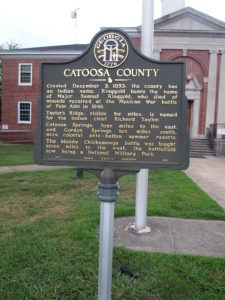 GEORGIA
1776
CATOOSA COUNTY
Created December 5, 1853, the county has
an Indian name. Ringgold bears the name
of Major Samuel Ringgold, who died of
wounds received at the Mexican War battle
of Palo Alto in 1846.
Taylors Ridge, visible for miles, is named
for the Indian chief Richard Taylor.
Catoosa Springs, four miles to the east,
and Gordon Springs ten miles south,
were colorful ante-bellum summer resorts.
The bloody Chickamauga battle was fought
seven miles to the west, the battlefield
now being a National Military Park.